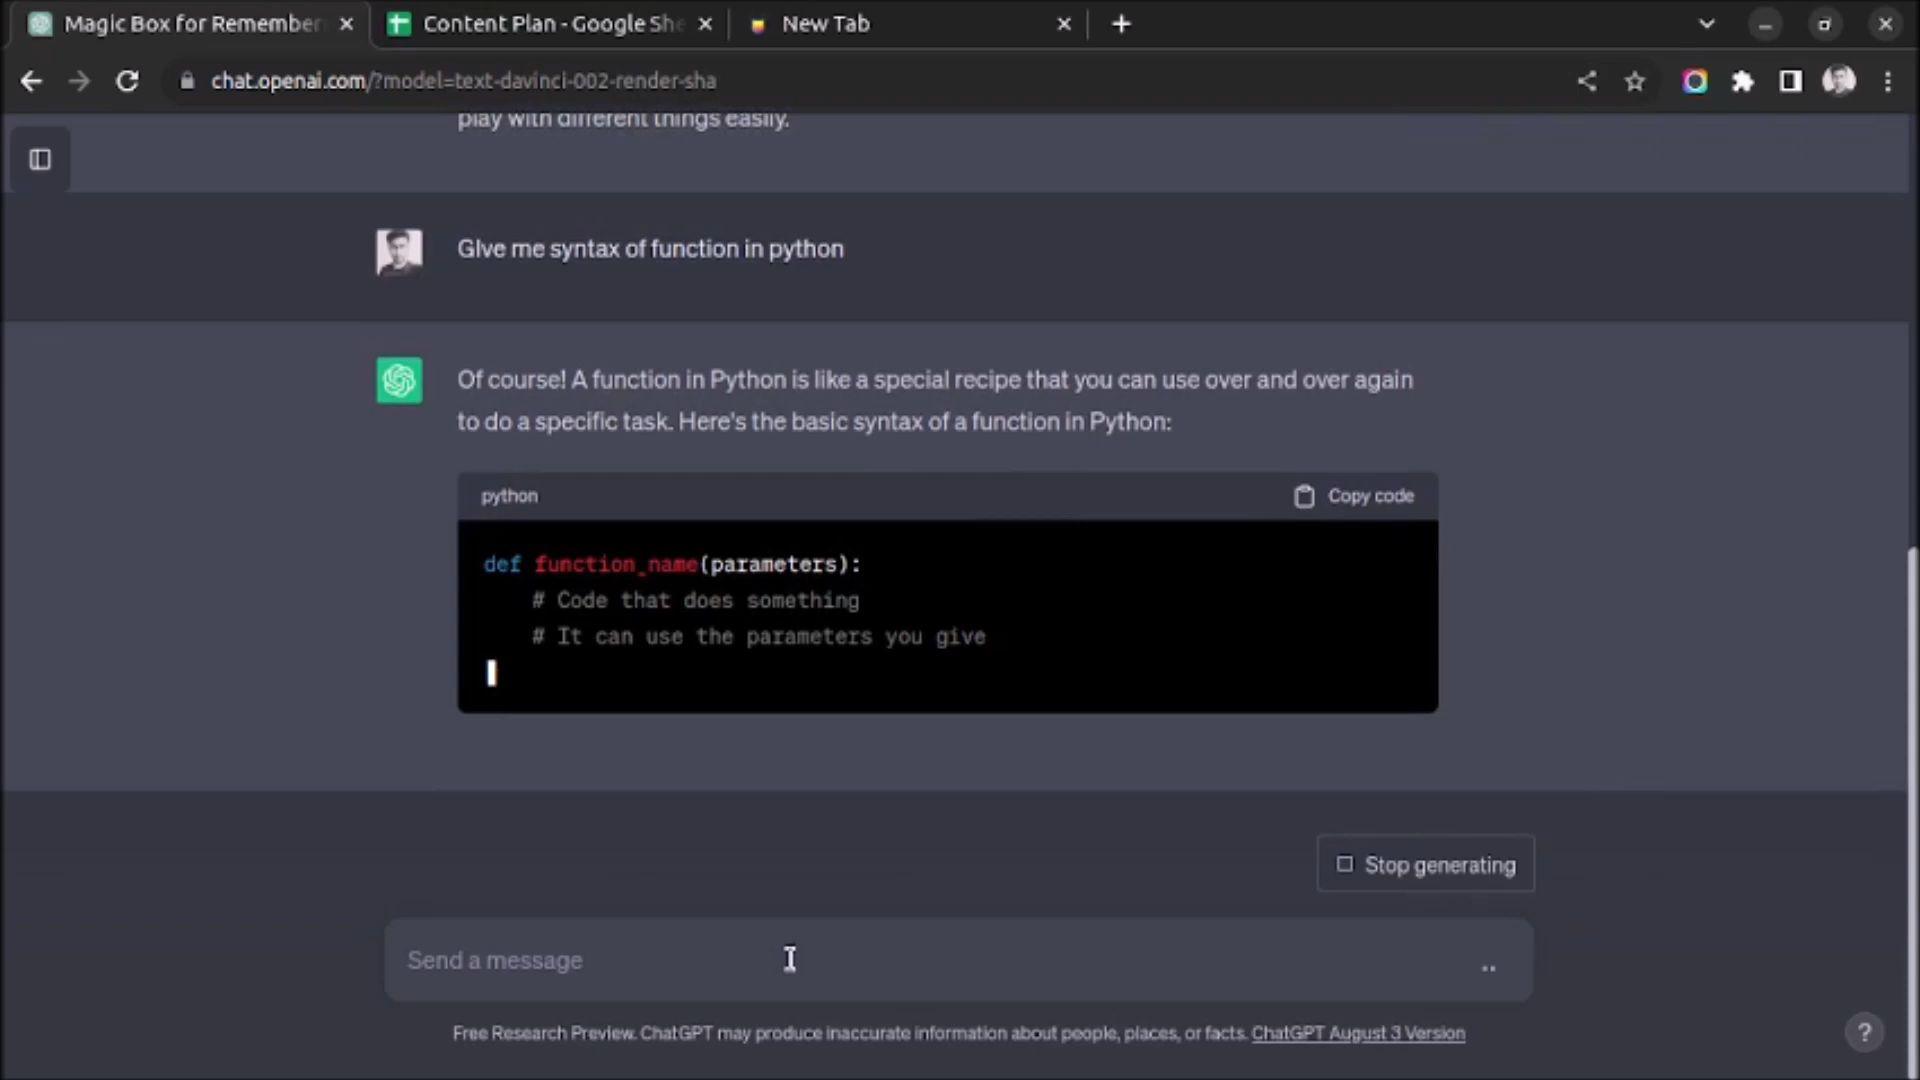 Magic Box for Remember
Content Plan - Google She
New Tab
chat.openai.com/?model=text-davinci-002-render-sha
play with different things easily.
GIve me syntax of function in python
Of course! A function in Python is like a special recipe that you can use over and over again
to do a specific task. Here's the basic syntax of a function in Python:
python
Copy code
def function_name(parameters):
# Code that does something
# It can use the parameters you give
Stop generating
Send a message
Free Research Preview. ChatGPT may produce inaccurate information about people, places, or facts. ChatGPT August 3 Version
?